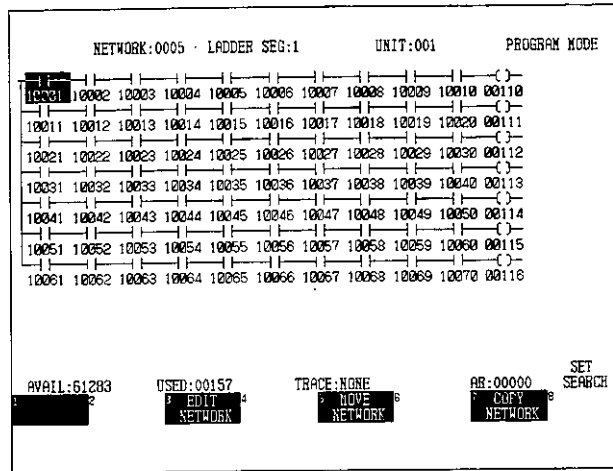 NETWORK:0005 · LADDER SEG:1 UNIT:001 PROGRAM MODE
10001 10002 10003 10004 10005 10006 10007 10008 10009 10010 00110
10011 10012 10013 10014 10015 10016 10017 10018 10019 10020 00111
10021 10022 10023 10024 10025 10026 10027 10028 10029 10030 00112
10031 10032 10033 10034 10035 10036 10037 10038 10039 10040 00113
10041 10042 10043 10044 10045 10046 10047 10048 10049 10050 00114
10051 10052 10053 10054 10055 10056 10057 10058 10059 10060 00115
10061 10062 10063 10064 10065 10066 10067 10068 10069 10070 00116
SET
AVAIL:61283 USED:00157 TRACE:NONE AR:00000 SEARCH
1 2 3 EDIT 4 5 MOVE 6 7 COPY 8
NETWORK NETWORK NETWORK